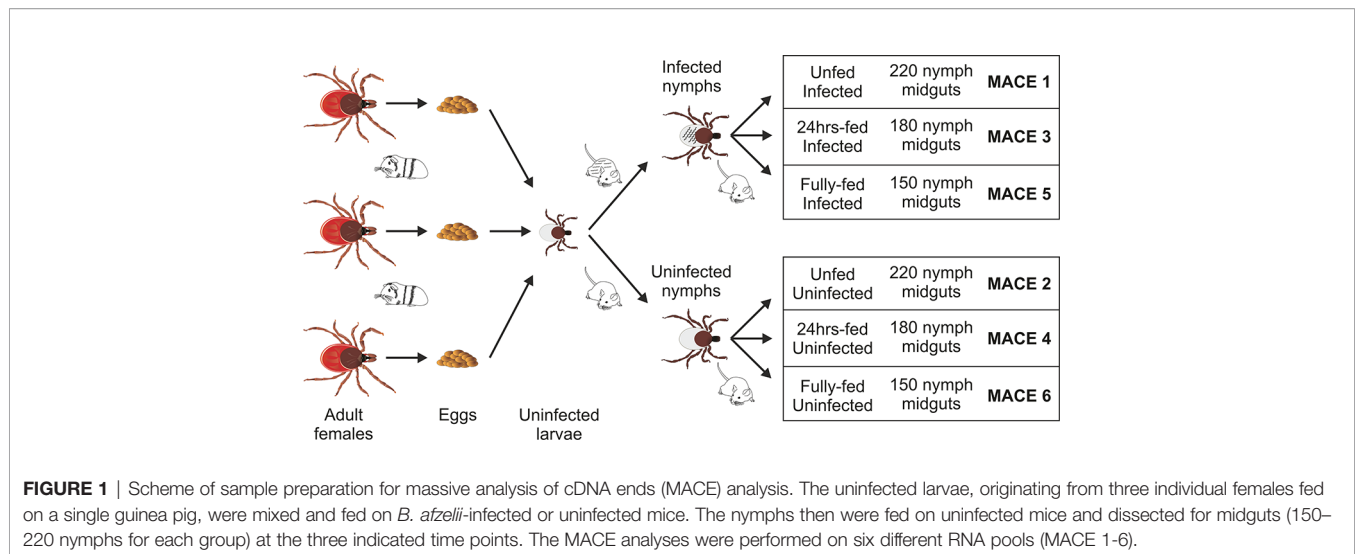 Infected
nymphs
Unfed
Infected
220 nymph
midguts
MACE 1
24hrs-fed
Infected
180 nymph
midguts
MACE 3
Fully-fed
Infected
150 nymph
midguts
MACE 5
Uninfected
nymphs
Unfed
Uninfected
220 nymph
midguts
MACE 2
24hrs-fed
Uninfected
180 nymph
midguts
MACE 4
Fully-fed
Uninfected
150 nymph
midguts
MACE 6
Adult
females
Eggs
Uninfected
larvae
FIGURE 1 | Scheme of sample preparation for massive analysis of cDNA ends (MACE) analysis. The uninfected larvae, originating from three individual females fed
on a single guinea pig, were mixed and fed on B. afzelii-infected or uninfected mice. The nymphs then were fed on uninfected mice and dissected for midguts (150–
220 nymphs for each group) at the three indicated time points. The MACE analyses were performed on six different RNA pools (MACE 1-6).